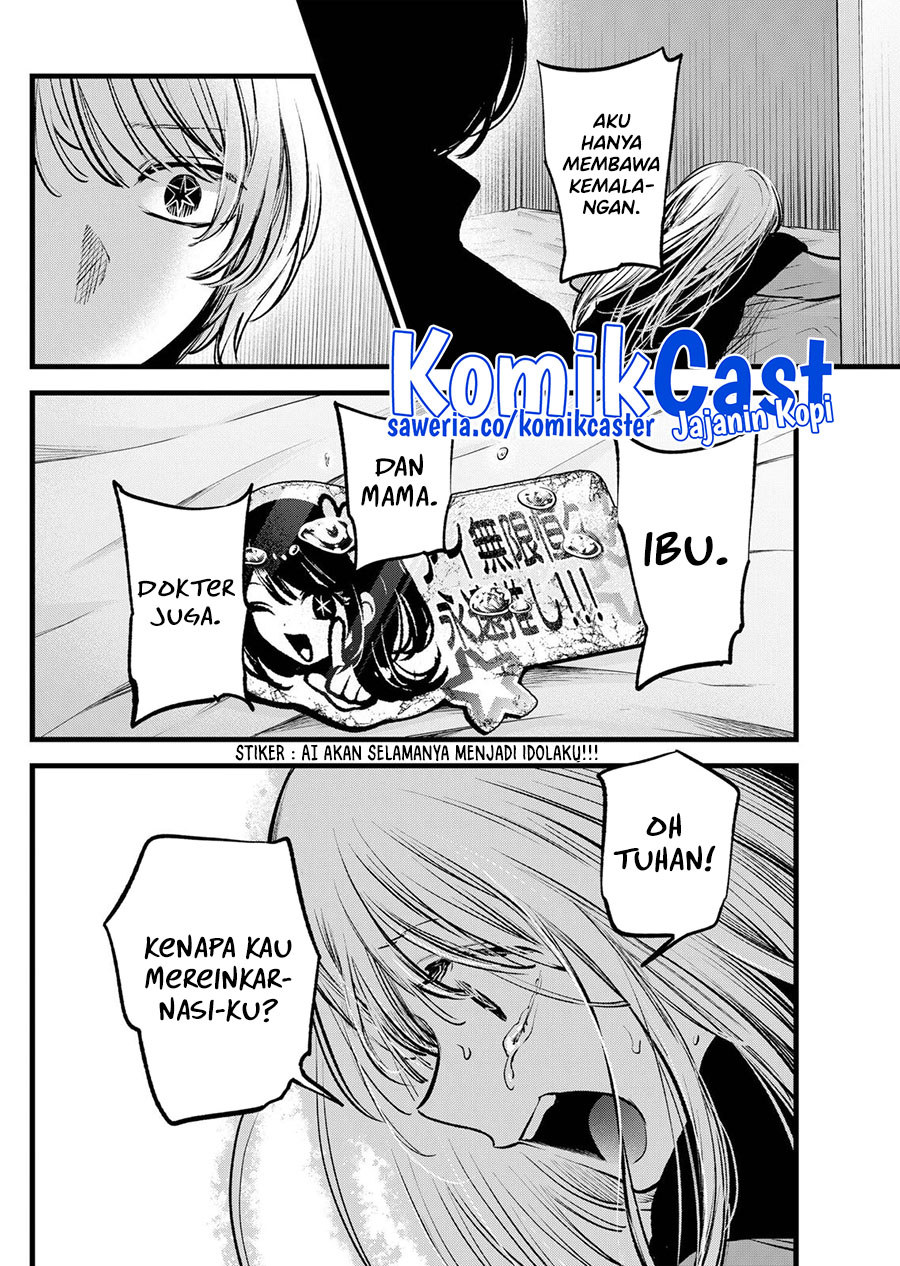 AKU
HANYA
MEMBAWA
KEMALA-
NGAN.
KomikCast
saweria.co/komikcaster
Jajanin Kopi
IBU.
DAN
MAMA.
DOKTER
JUGA.
無限恒
永遠推し!!!
STIKER : AI AKAN SELAMANYA MENJADI IDOLAKU!!!
OH
TUHAN!
KENAPA KAU
MEREINKAR-
NASI-KU?